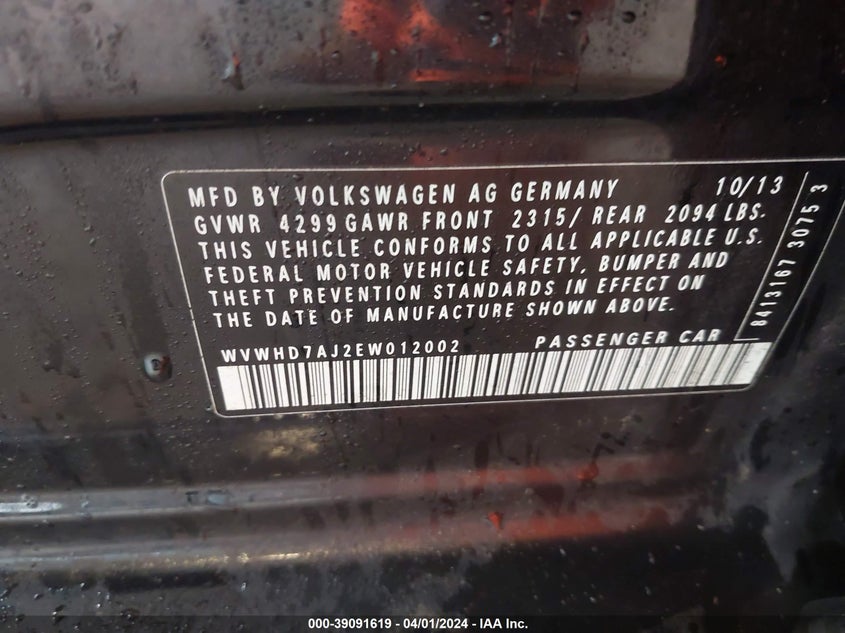 MFD BY VOLKSWAGEN AG GERMANY 10/13
GVWR 4299 GAWR FRONT 2315/ REAR 2094 LBS.
THIS VEHICLE CONFORMS TO ALL APPLICABLE U.S.
FEDERAL MOTOR VEHICLE SAFETY, BUMPER AND
THEFT PREVENTION STANDARDS IN EFFECT ON
THE DATE OF MANUFACTURE SHOWN ABOVE.
WVWHD7AJ2EW012002 PASSENGER CAR
8413167 3075 3
000-39091619 - 04/01/2024 - IAA Inc.